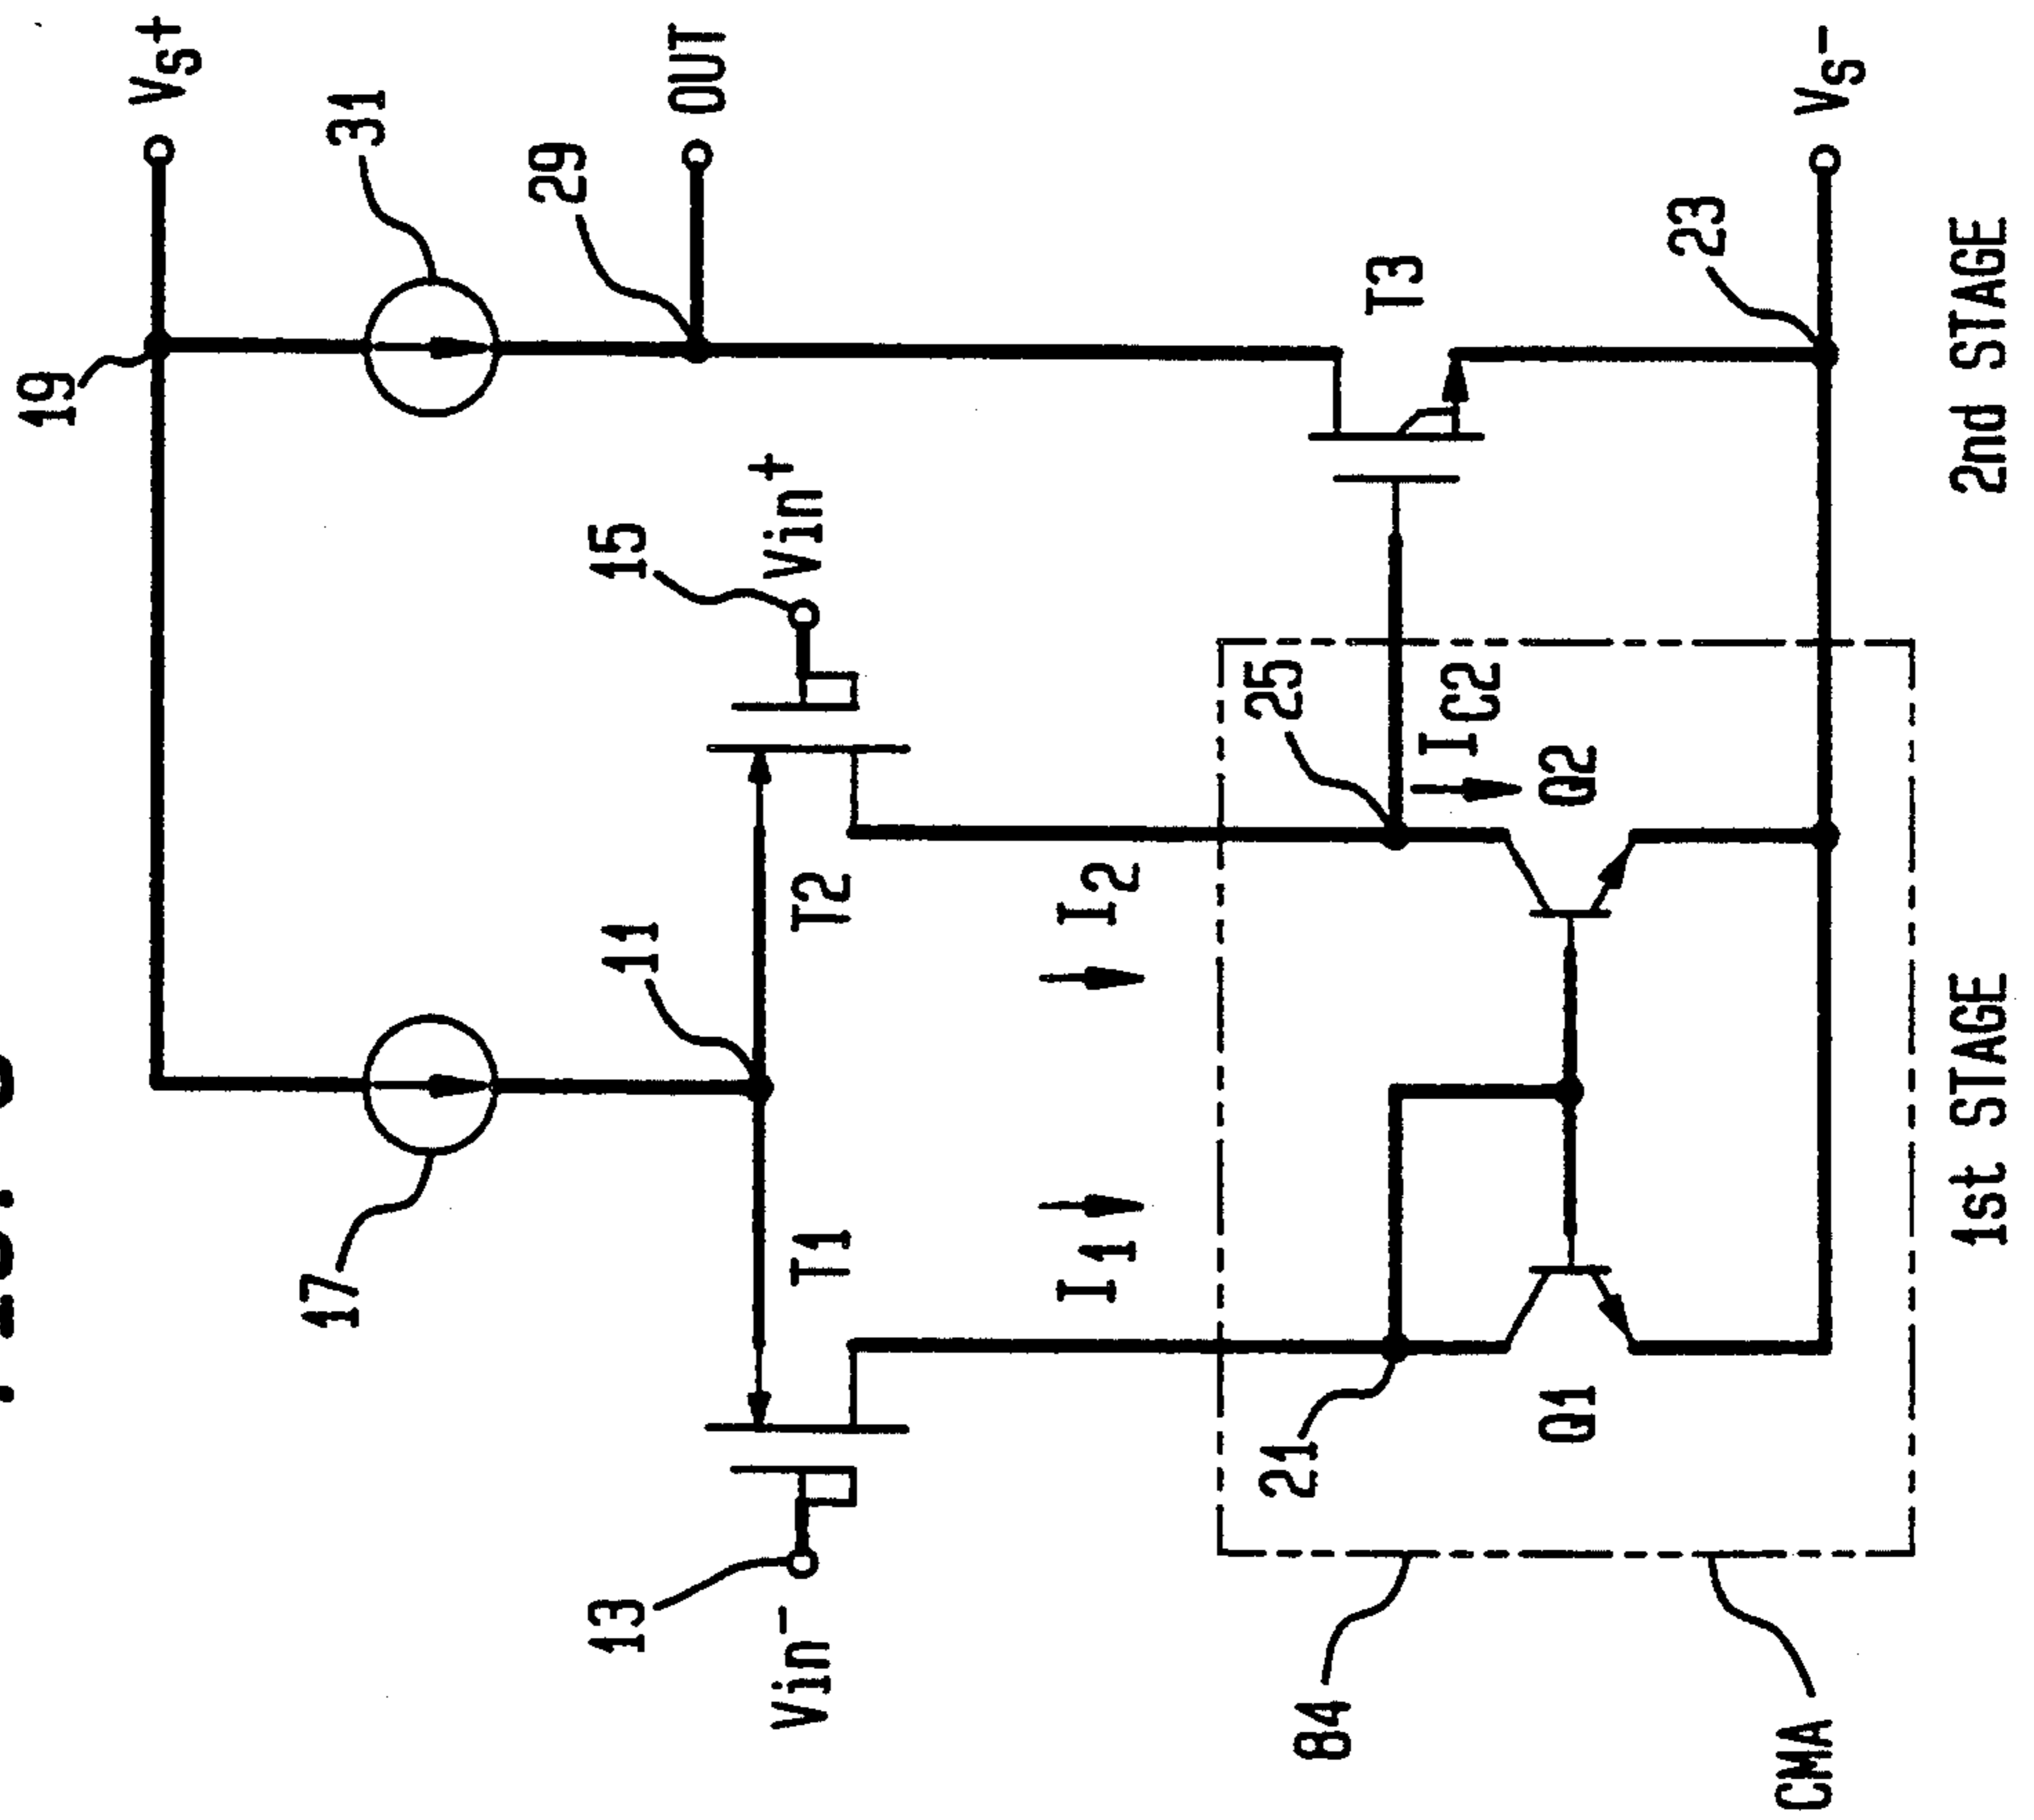 Vs+
19
31
OUT
29
17
11
15
Vin+
T1
T2
13
Vin-
I1
I2
T3
25
21
IC2
Q1
Q2
84
CMA
23
Vs-
1st STAGE
2nd STAGE